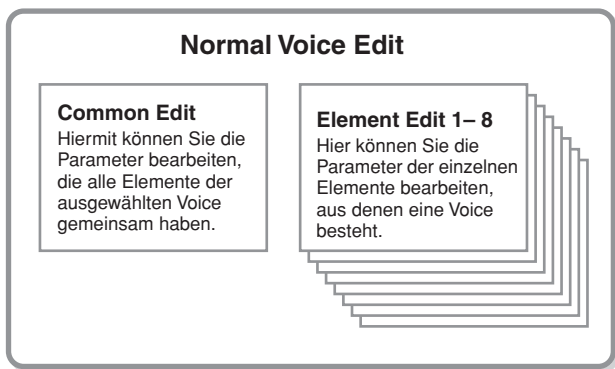 Normal Voice Edit
Common Edit
Hiermit können Sie die
Parameter bearbeiten,
die alle Elemente der
ausgewählten Voice
gemeinsam haben.
Element Edit 1– 8
Hier können Sie die
Parameter der einzelnen
Elemente bearbeiten,
aus denen eine Voice
besteht.